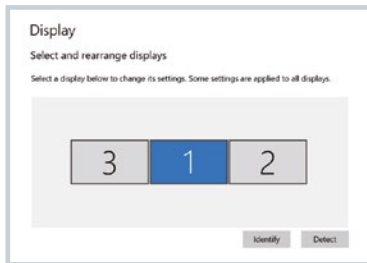 Display
Select and rearrange displays
Select a display below to change its settings. Some settings are applied to all displays.
3 1 2
Identify Detect